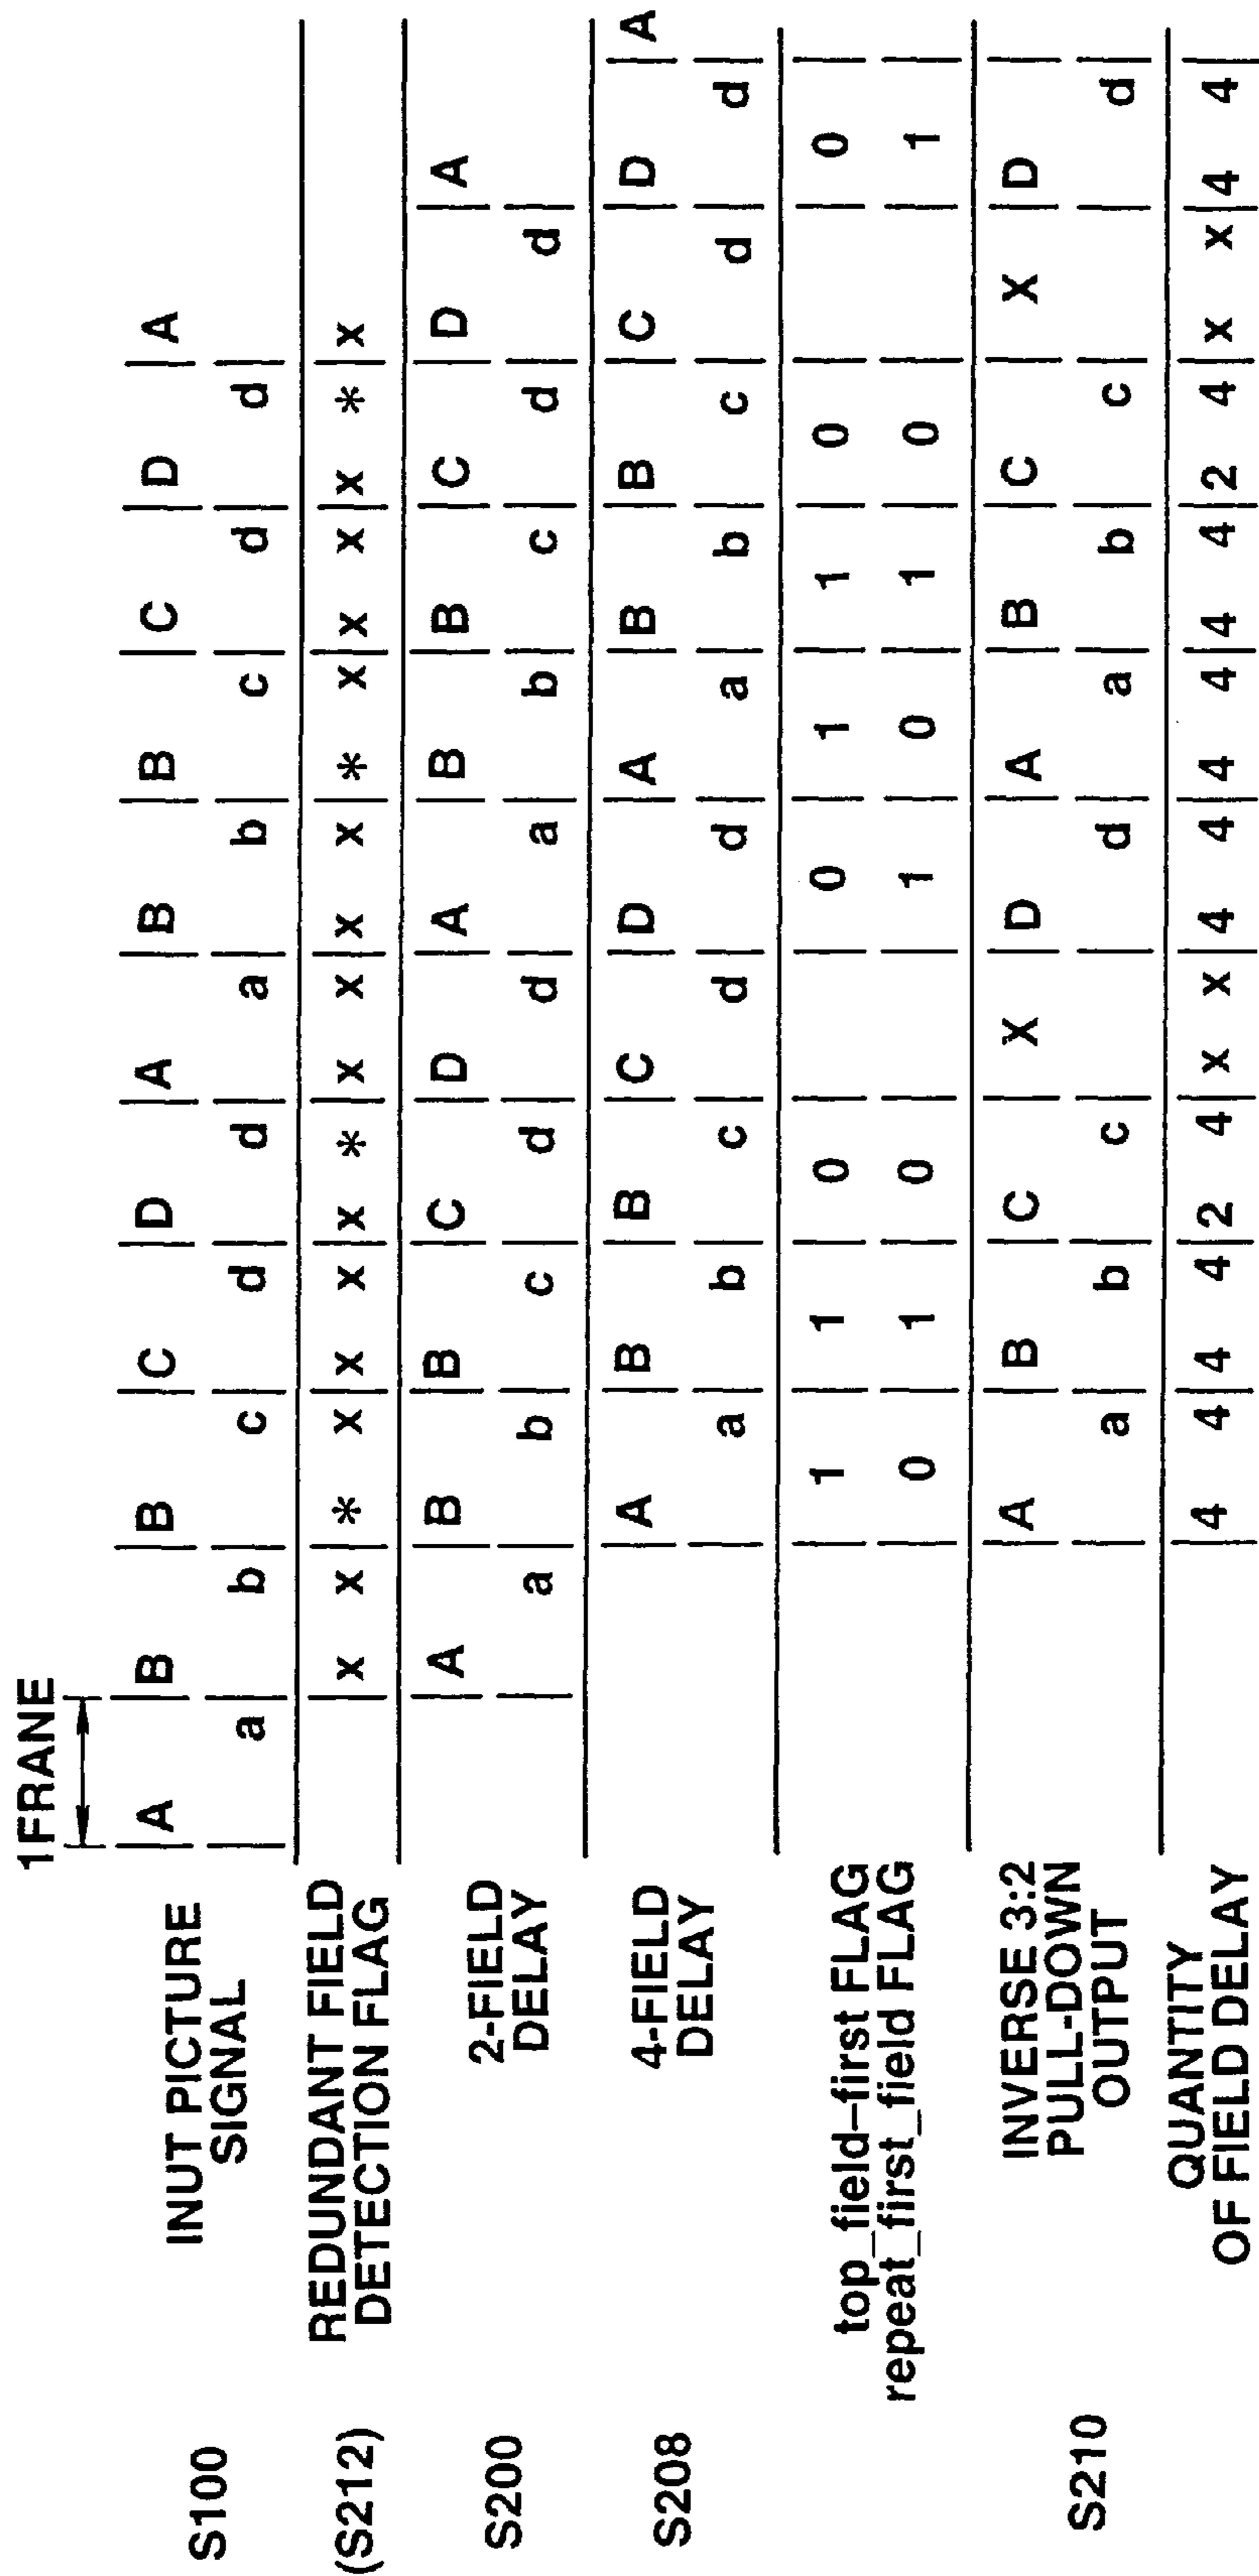 1FRANE
S100 INUT PICTURE SIGNAL
A B B C D A B B C D A
a b c d d a b c d d
(S212) REDUNDANT FIELD DETECTION FLAG
x x * x x x x * x x x x * x x x x * x
S200 2-FIELD DELAY
A B B C D A B B C D A
a b c d d a b c d d
S208 4-FIELD DELAY
A B B C D A B B C D A
a b c d d a b c d d
top_field–first FLAG 1 1 0 0 1 1 0 0
repeat_first_field FLAG 0 1 0 1 0 1 0 1
S210 INVERSE 3:2 PULL-DOWN OUTPUT
A B C X D A B C X D
a b c d a b c d
QUANTITY OF FIELD DELAY
4 4 4 4 2 4 x x 4 4 4 4 4 4 2 4 x x 4 4